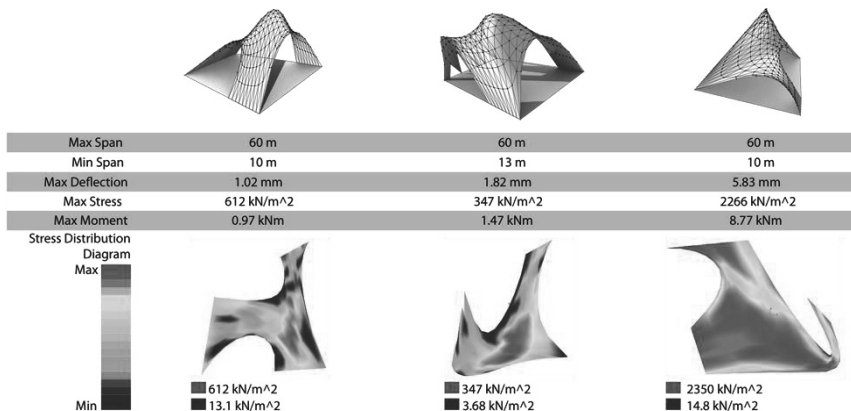 Max Span 60 m 60 m 60 m
Min Span 10 m 13 m 10 m
Max Deflection 1.02 mm 1.82 mm 5.83 mm
Max Stress 612 kN/m^2 347 kN/m^2 2266 kN/m^2
Max Moment 0.97 kNm 1.47 kNm 8.77 kNm
Stress Distribution
Diagram
Max
Min
612 kN/m^2 347 kN/m^2 2350 kN/m^2
13.1 kN/m^2 3.68 kN/m^2 14.8 kN/m^2